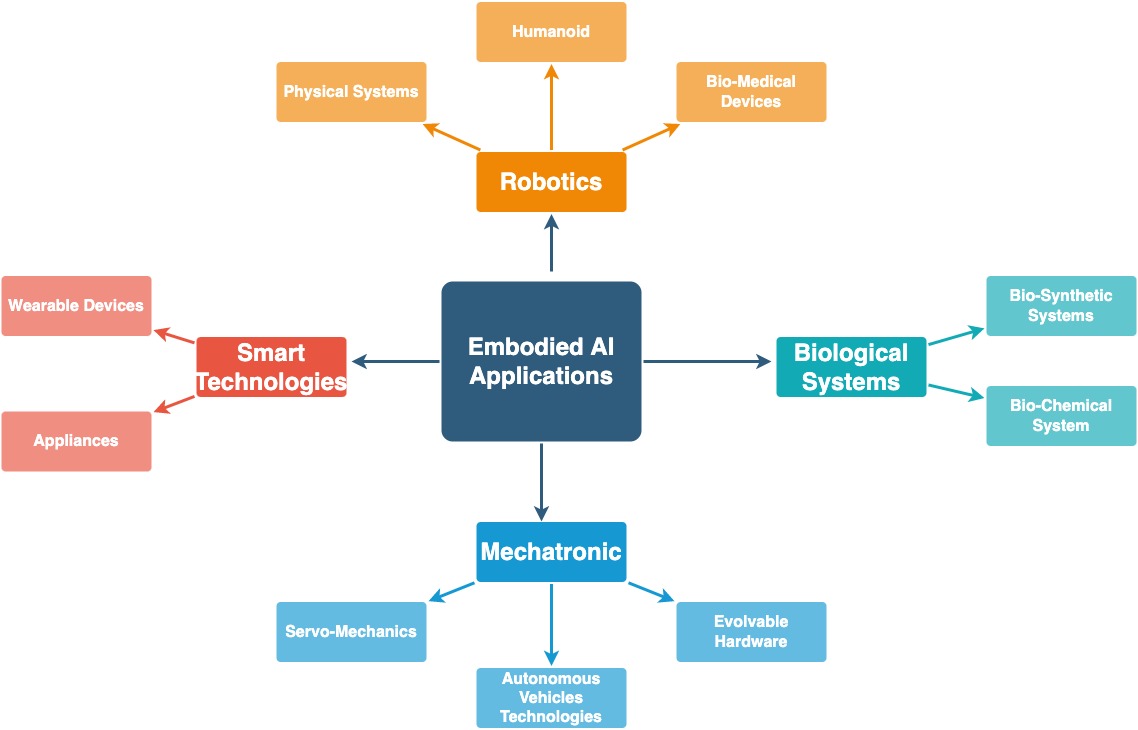 Humanoid
Physical Systems
Bio-Medical
Devices
Robotics
Wearable Devices
Appliances
Smart
Technologies
Embodied AI
Applications
Biological
Systems
Bio-Synthetic
Systems
Bio-Chemical
System
Mechatronic
Servo-Mechanics
Autonomous
Vehicles
Technologies
Evolvable
Hardware